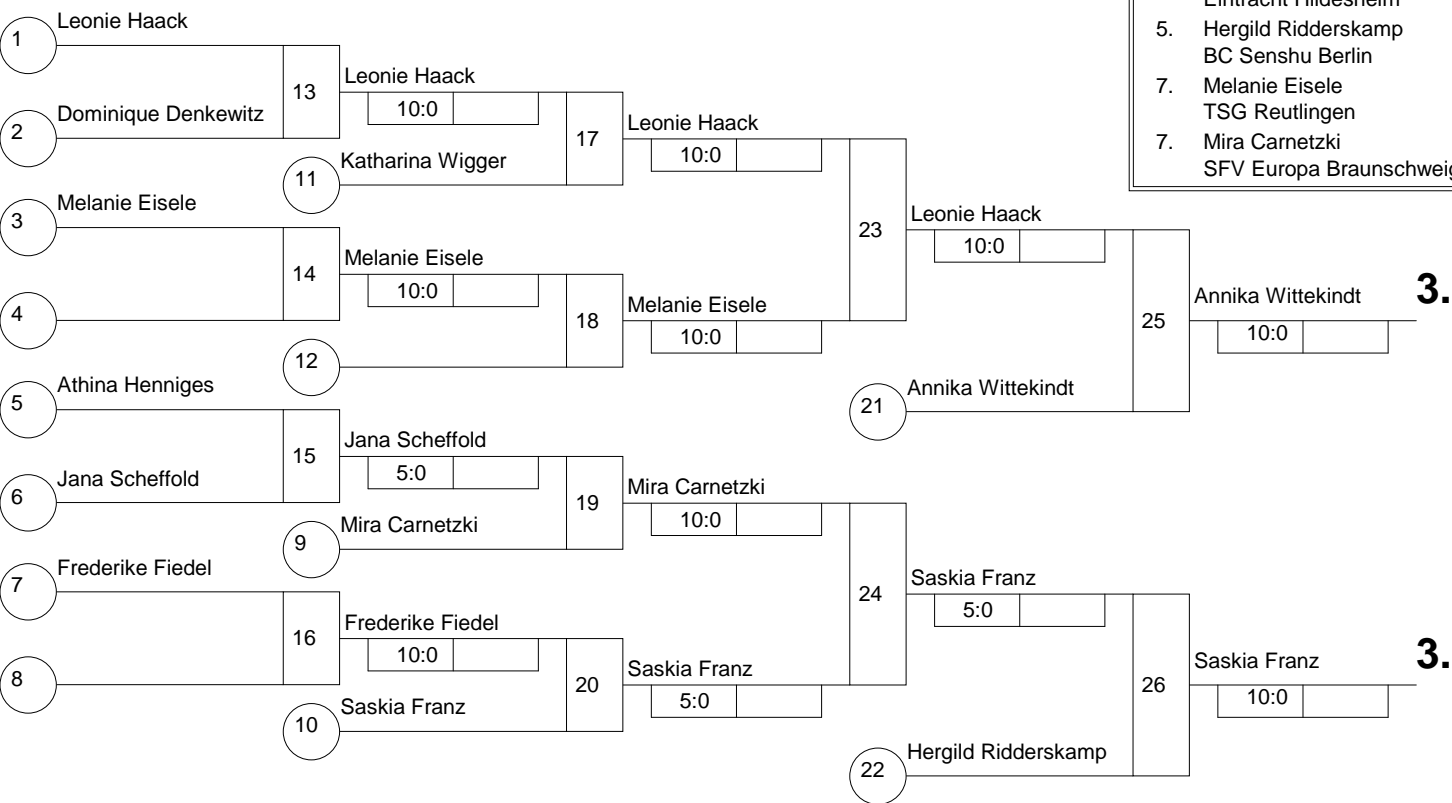 Eintracht Hildesheim
5. Hergild Ridderskamp
BC Senshu Berlin
7. Melanie Eisele
TSG Reutlingen
7. Mira Carnetzki
SFV Europa Braunschweig
1
Leonie Haack
2
Dominique Denkewitz
13
Leonie Haack
10:0
11
Katharina Wigger
17
Leonie Haack
10:0
3
Melanie Eisele
4
14
Melanie Eisele
10:0
12
18
Melanie Eisele
10:0
23
Leonie Haack
10:0
21
Annika Wittekindt
25
Annika Wittekindt
10:0
3.
5
Athina Henniges
6
Jana Scheffold
15
Jana Scheffold
5:0
9
Mira Carnetzki
19
Mira Carnetzki
10:0
7
Frederike Fiedel
8
16
Frederike Fiedel
10:0
10
Saskia Franz
20
Saskia Franz
5:0
24
Saskia Franz
5:0
22
Hergild Ridderskamp
26
Saskia Franz
10:0
3.